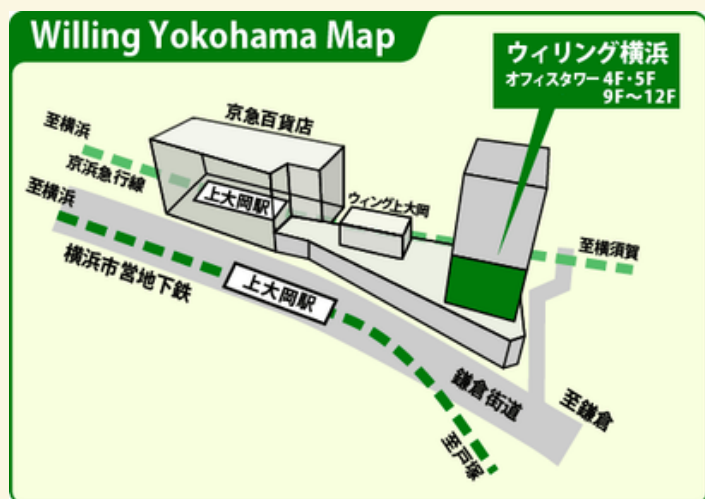 Willing Yokohama Map
ウィリング横浜
オフィスタワー 4F・5F
9F～12F
京急百貨店
至横浜
京浜急行線
上大岡駅
ウィング上大岡
至横須賀
至横浜
横浜市営地下鉄
上大岡駅
鎌倉街道
至鎌倉
至戸塚